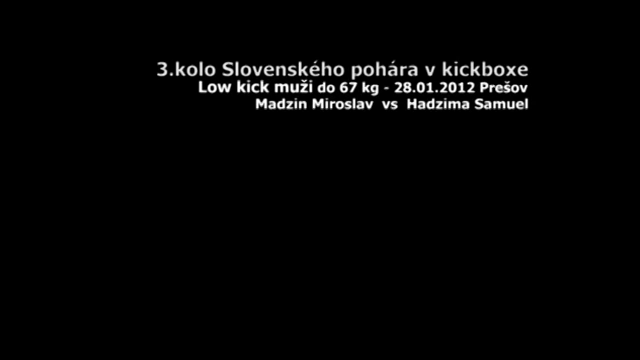 3.kolo Slovenského pohára v kickboxe
Low kick muži do 67 kg - 28.01.2012 Prešov
Madzin Miroslav vs Hadzima Samuel